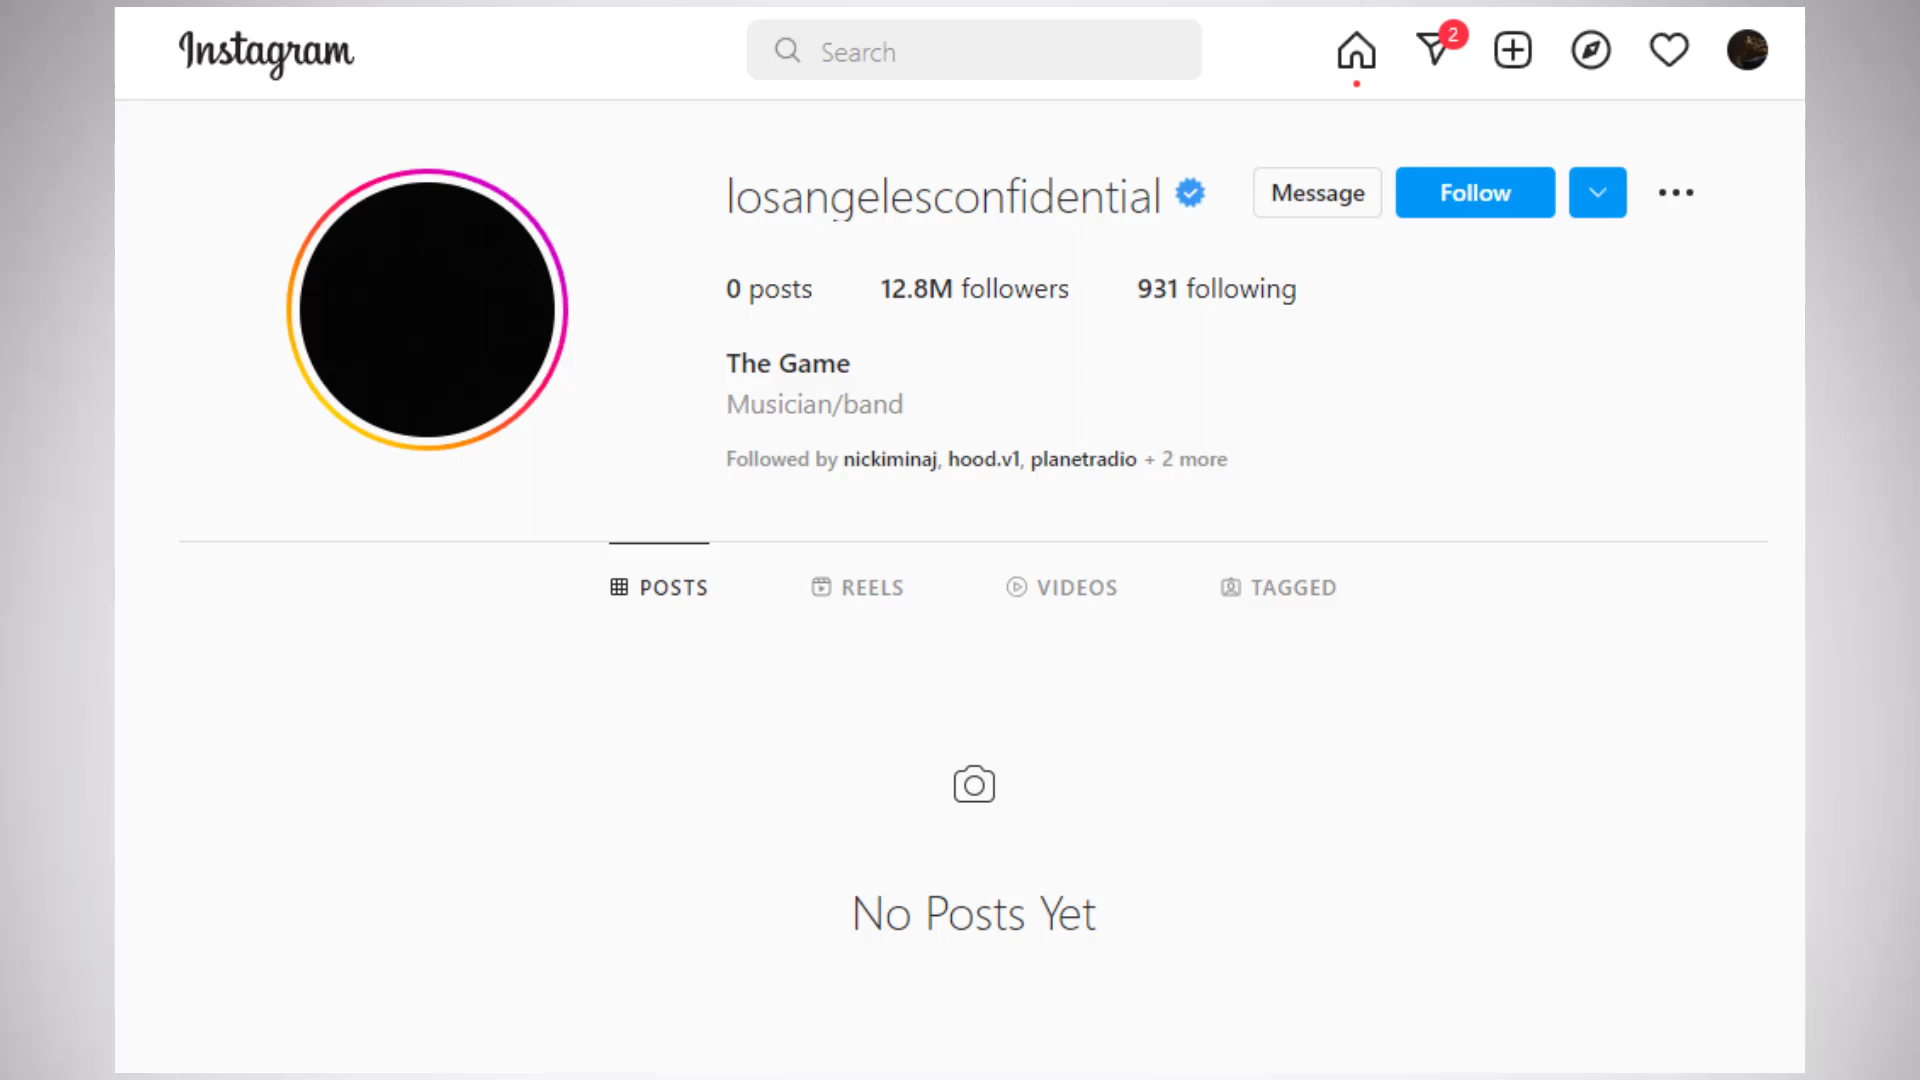 Instagram
Search
2
losangelesconfidential
Message
Follow
0 posts
12.8M followers
931 following
The Game
Musician/band
Followed by nickiminaj, hood.v1, planetradio + 2 more
POSTS
REELS
VIDEOS
TAGGED
No Posts Yet